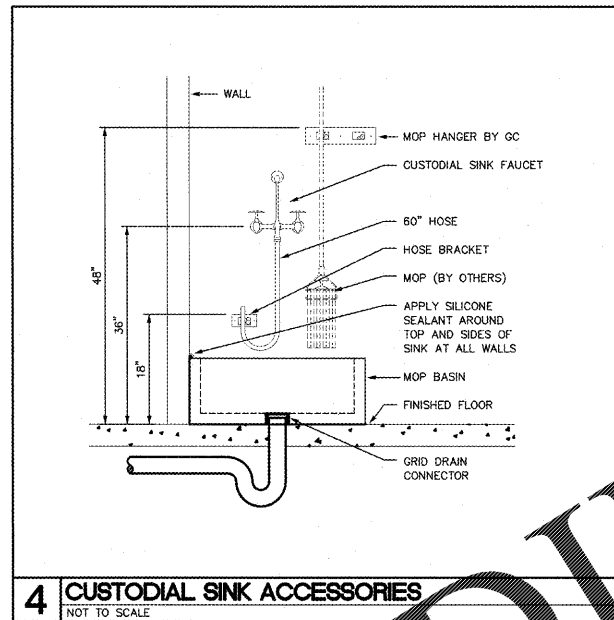 WALL
MOP HANGER BY GC
CUSTODIAL SINK FAUCET
60" HOSE
HOSE BRACKET
MOP (BY OTHERS)
APPLY SILICONE
SEALANT AROUND
TOP AND SIDES OF
SINK AT ALL WALLS
MOP BASIN
FINISHED FLOOR
GRID DRAIN
CONNECTOR
48"
36"
18"
4 CUSTODIAL SINK ACCESSORIES
NOT TO SCALE